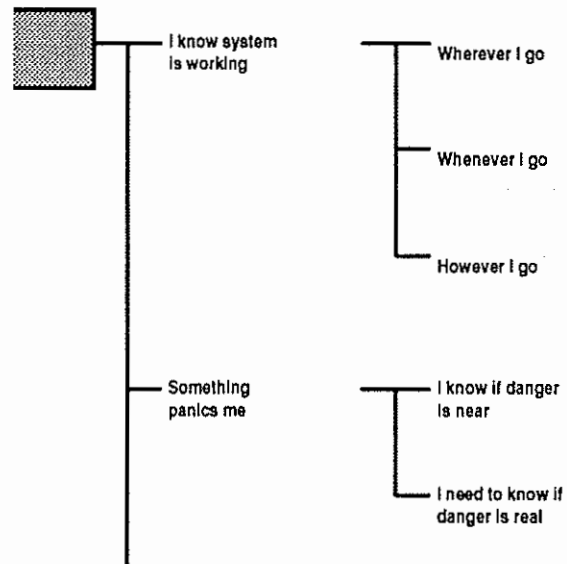 I know system
is working
Wherever I go
Whenever I go
However I go
Something
panics me
I know if danger
is near
I need to know if
danger is real